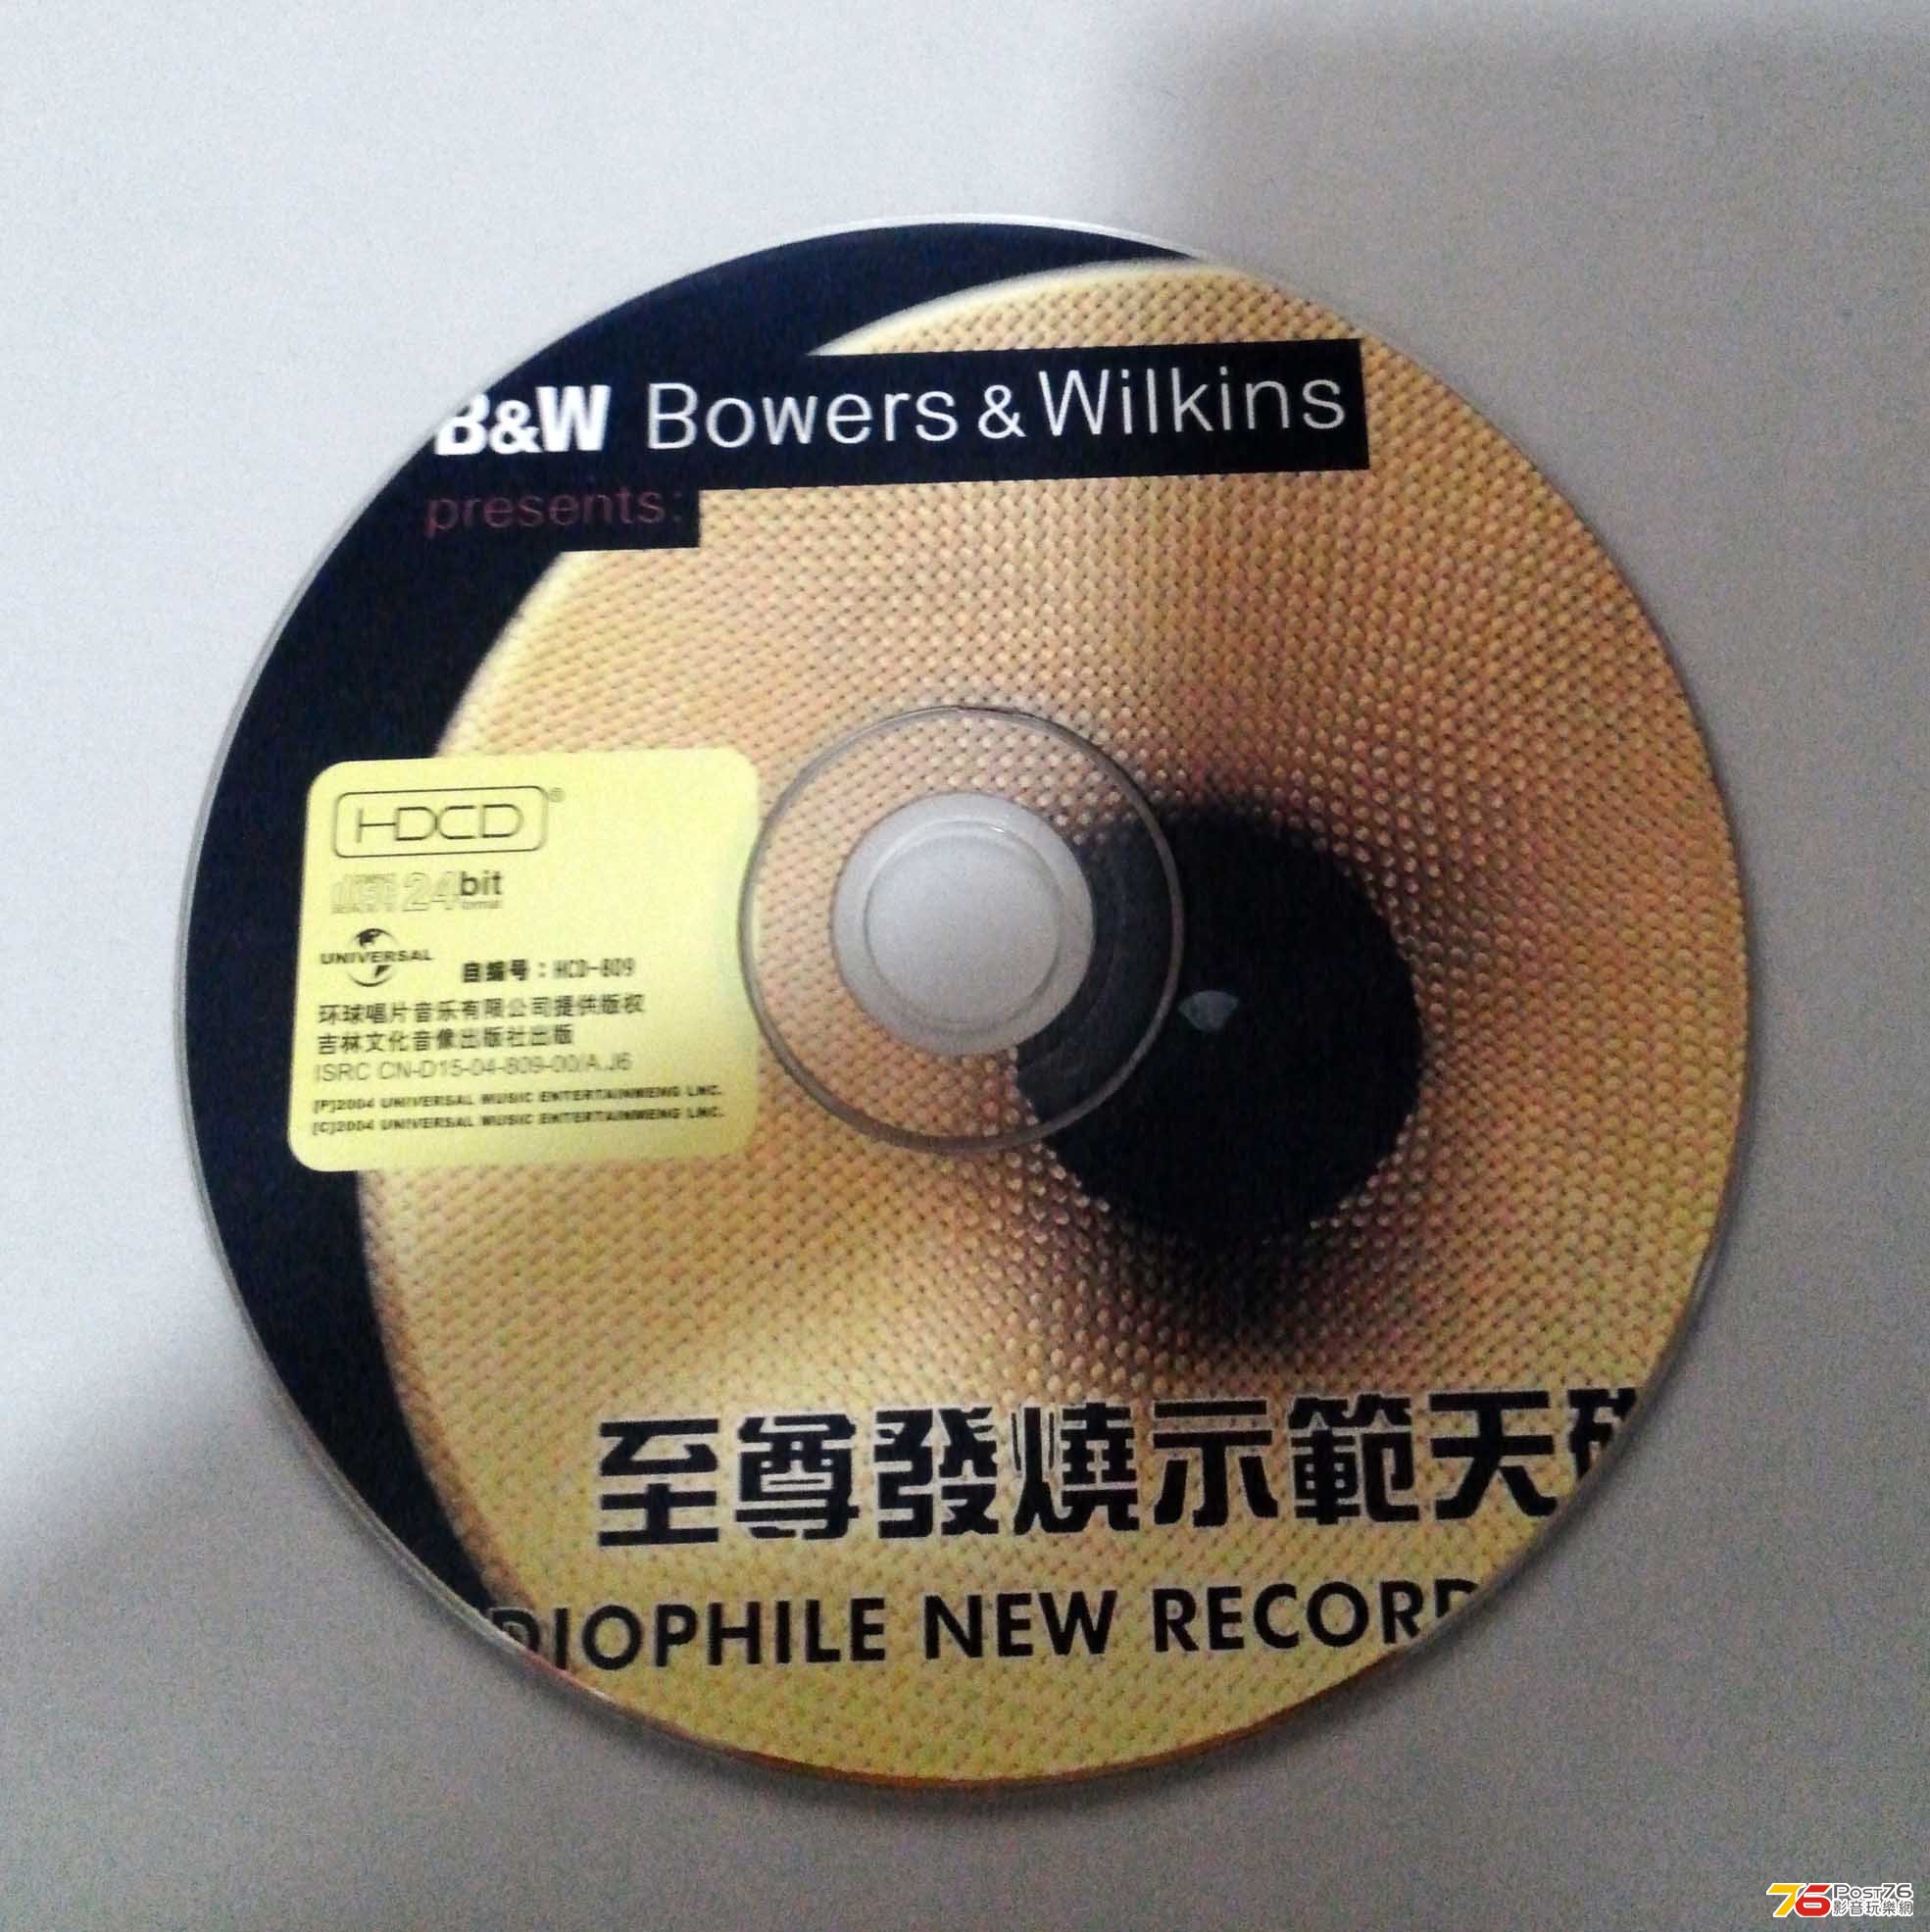 B&W Bowers & Wilkins
presents:
HDCD®
24bit
UNIVERSAL
自编号：HCD-809
环球唱片音乐有限公司提供版权
吉林文化音像出版社出版
ISRC CN-D15-04-809-00/A.J6
[P]2004 UNIVERSAL MUSIC ENTERTAINMENG LNC.
[C]2004 UNIVERSAL MUSIC ENTERTAINMENG LNC.
至尊發燒示範天
DIOPHILE NEW RECORD
76 POST76
影音玩樂網